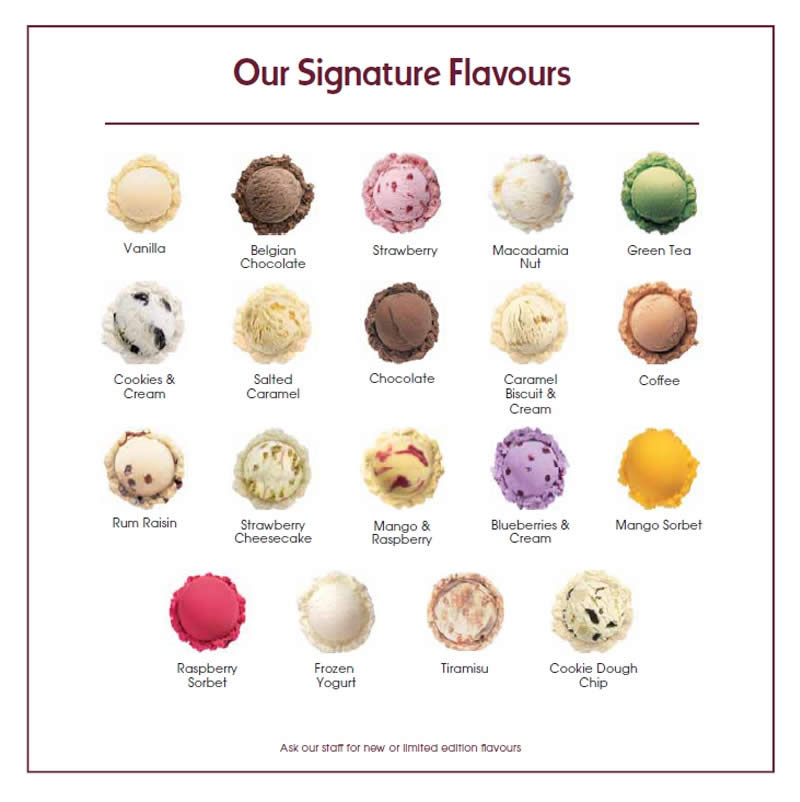 Our Signature Flavours
Vanilla
Belgian
Chocolate
Strawberry
Macadamia
Nut
Green Tea
Cookies &
Cream
Salted
Caramel
Chocolate
Caramel
Biscuit &
Cream
Coffee
Rum Raisin
Strawberry
Cheesecake
Mango &
Raspberry
Blueberries &
Cream
Mango Sorbet
Raspberry
Sorbet
Frozen
Yogurt
Tiramisu
Cookie Dough
Chip
Ask our staff for new or limited edition flavours